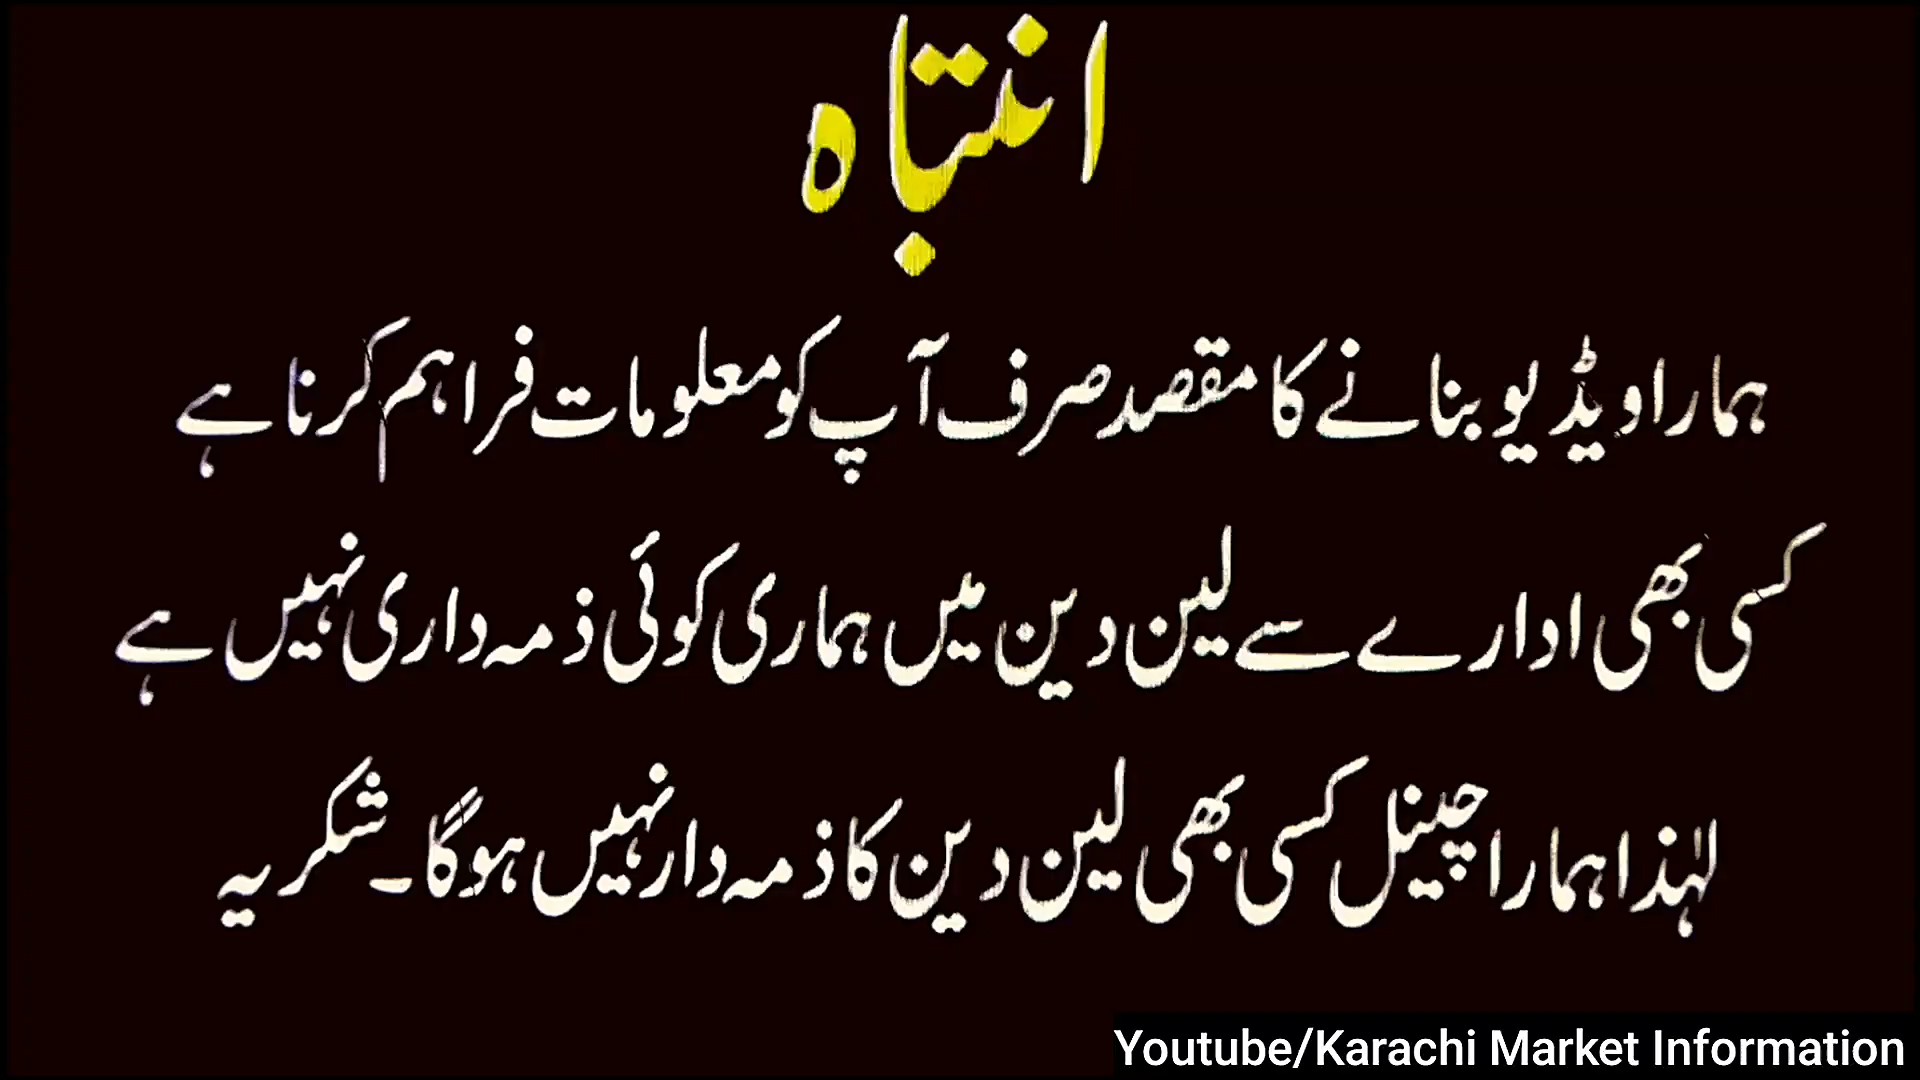 انتباہ
ہمارا ویڈیو بنانے کا مقصد صرف آپ کو معلومات فراہم کرنا ہے
کسی بھی ادارے سے لین دین میں ہماری کوئی ذمہ داری نہیں ہے
لہٰذا ہمارا چینل کسی بھی لین دین کا ذمہ دار نہیں ہوگا۔ شکریہ
Youtube/Karachi Market Information